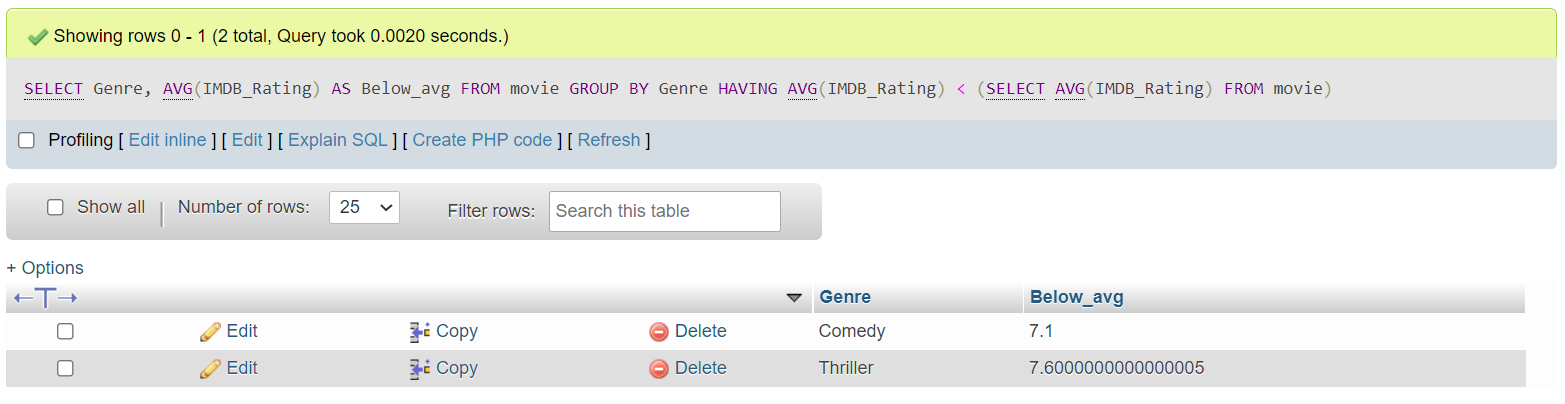 Showing rows 0 - 1 (2 total, Query took 0.0020 seconds.)
SELECT Genre, AVG(IMDB_Rating) AS Below_avg FROM movie GROUP BY Genre HAVING AVG(IMDB_Rating) < (SELECT AVG(IMDB_Rating) FROM movie)
Profiling [ Edit inline ] [ Edit ] [ Explain SQL ] [ Create PHP code ] [ Refresh ]
Show all | Number of rows: 25 Filter rows: Search this table
+ Options
←T→ Genre Below_avg
Edit Copy Delete Comedy 7.1
Edit Copy Delete Thriller 7.6000000000000005